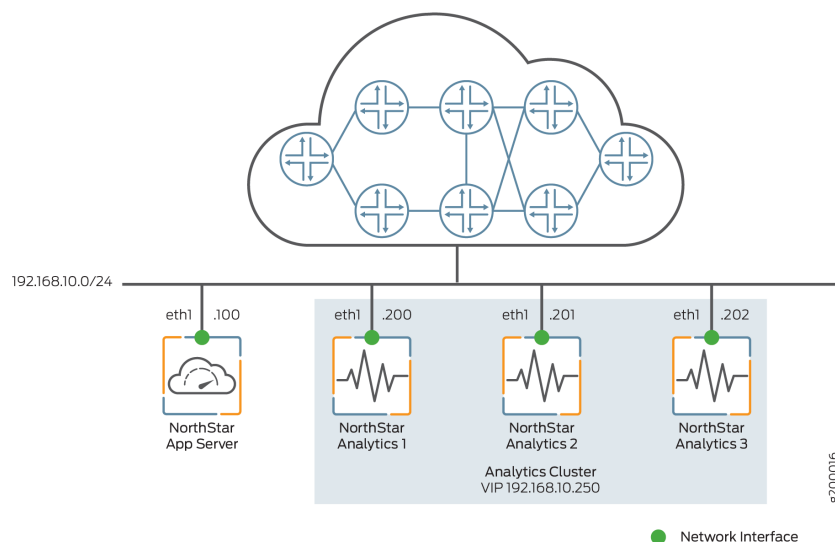 192.168.10.0/24
eth1 .100
eth1 .200
eth1 .201
eth1 .202
NorthStar
App Server
NorthStar
Analytics 1
NorthStar
Analytics 2
NorthStar
Analytics 3
Analytics Cluster
VIP 192.168.10.250
g200016
Network Interface